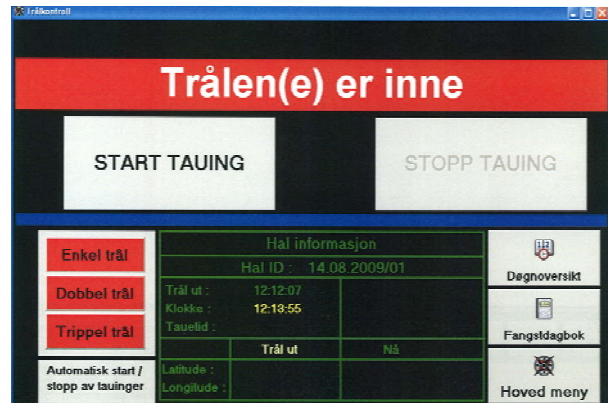 Trålkontroll
Trålen(e) er inne
START TAUING
STOPP TAUING
Enkel trål
Dobbel trål
Trippel trål
Automatisk start /
stopp av tauinger
Hal informasjon
Hal ID : 14.08.2009/01
Trål ut : 12:12:07
Klokke : 12:13:55
Tauetid :
Trål ut Nå
Latitude :
Longitude :
Døgnoversikt
Fangstdagbok
Hoved meny